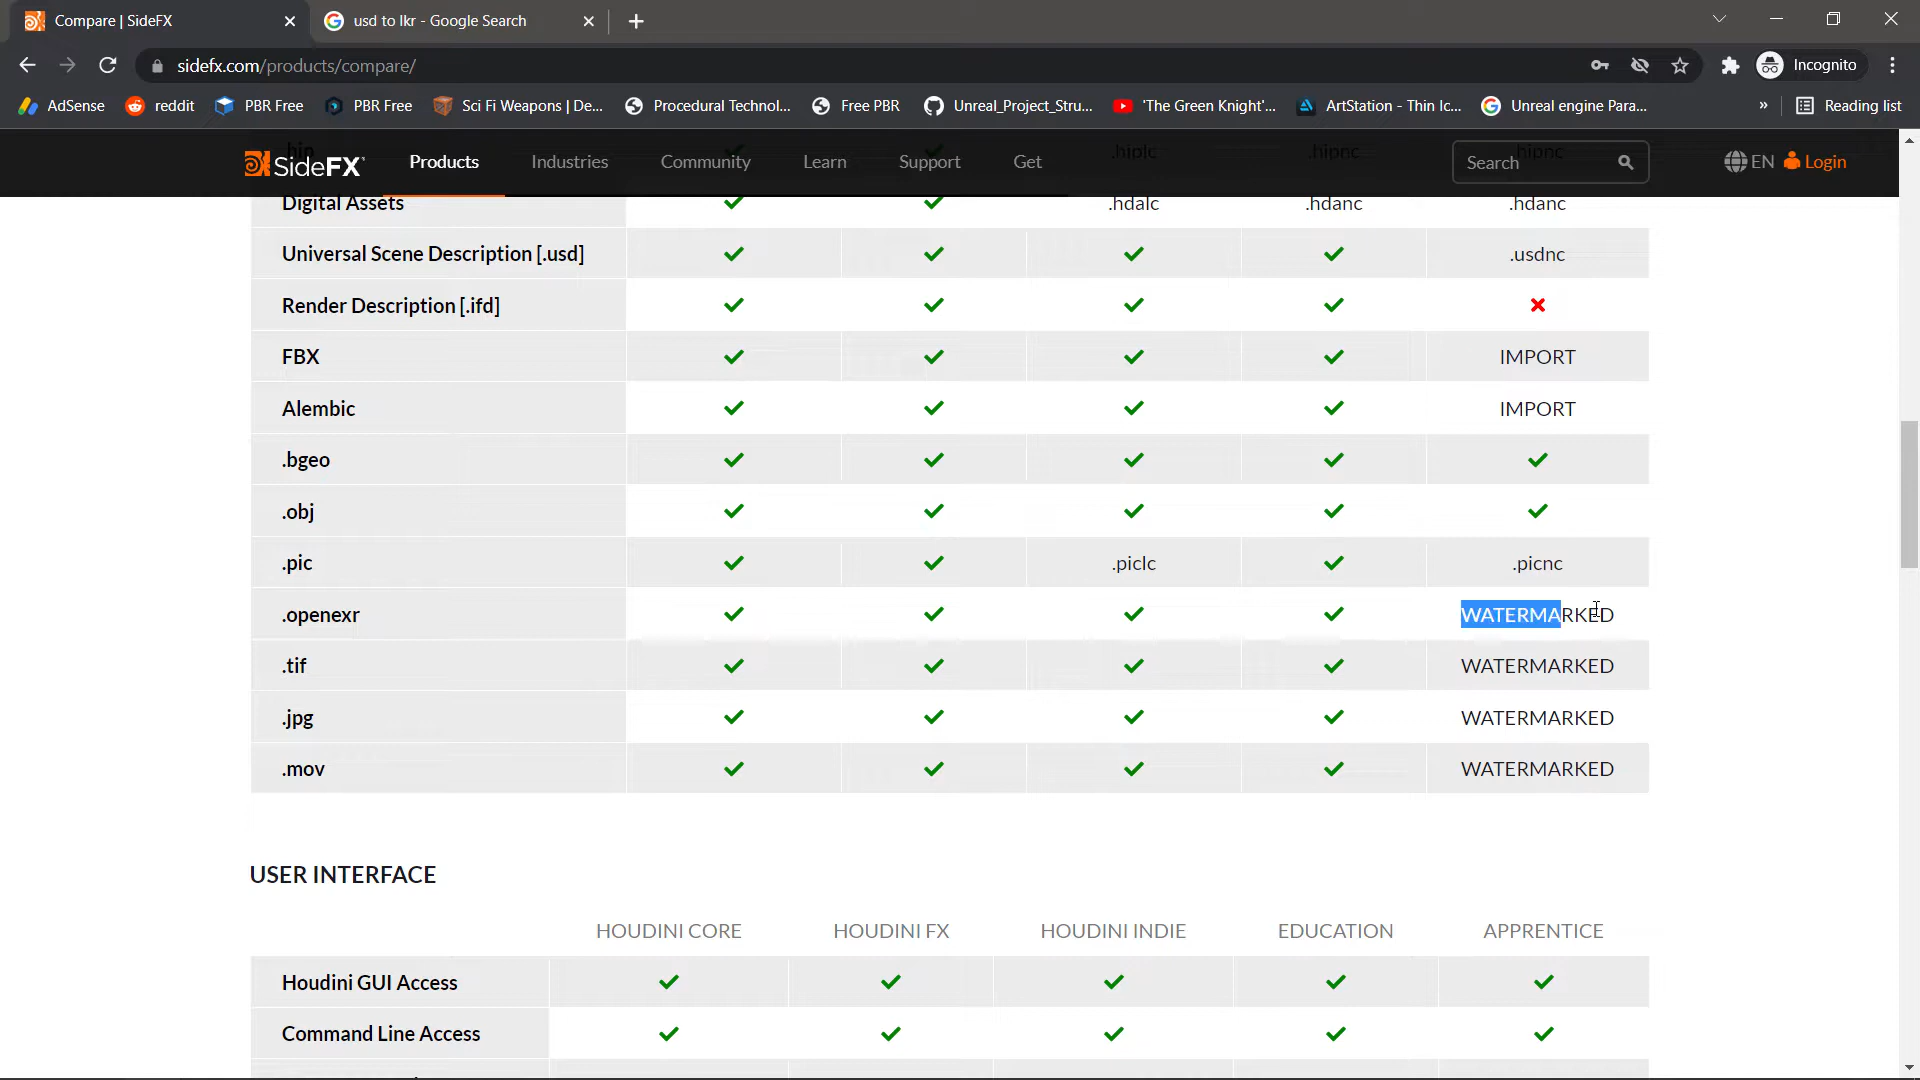 Compare | SideFX
usd to lkr - Google Search
sidefx.com/products/compare/
Incognito
AdSense reddit PBR Free PBR Free Sci Fi Weapons | De... Procedural Technol... Free PBR Unreal_Project_Stru... 'The Green Knight'... ArtStation - Thin Ic... Unreal engine Para... » Reading list
SideFX Products Industries Community Learn Support Get Search EN Login
.hip .hiplc .hipnc .hipnc
Digital Assets .hdalc .hdanc .hdanc
Universal Scene Description [.usd] .usdnc
Render Description [.ifd]
FBX IMPORT
Alembic IMPORT
.bgeo
.obj
.pic .piclc .picnc
.openexr WATERMARKED
.tif WATERMARKED
.jpg WATERMARKED
.mov WATERMARKED
USER INTERFACE
HOUDINI CORE HOUDINI FX HOUDINI INDIE EDUCATION APPRENTICE
Houdini GUI Access
Command Line Access